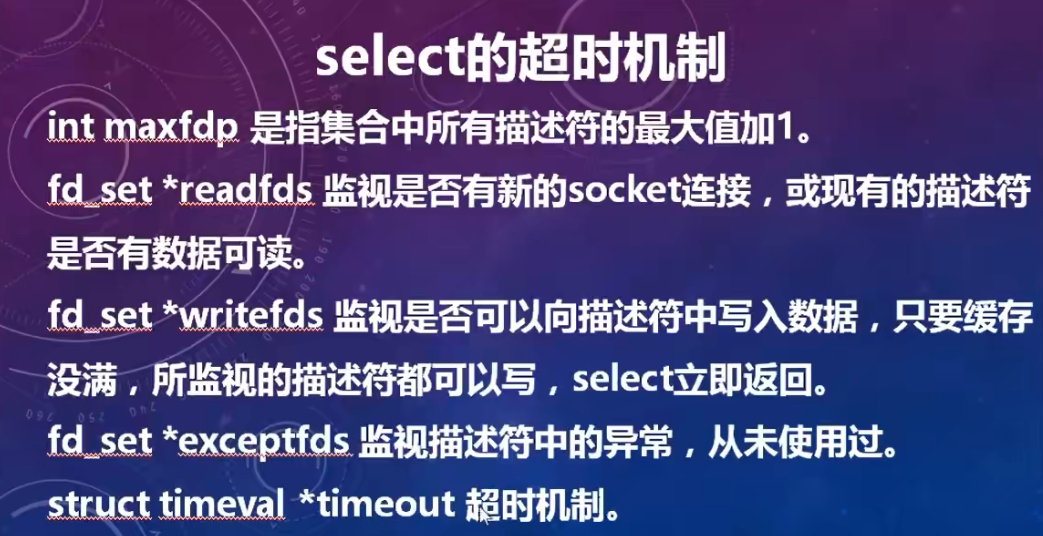 select的超时机制
int maxfdp 是指集合中所有描述符的最大值加1。
fd_set *readfds 监视是否有新的socket连接，或现有的描述符
是否有数据可读。
fd_set *writefds 监视是否可以向描述符中写入数据，只要缓存
没满，所监视的描述符都可以写，select立即返回。
fd_set *exceptfds 监视描述符中的异常，从未使用过。
struct timeval *timeout 超时机制。